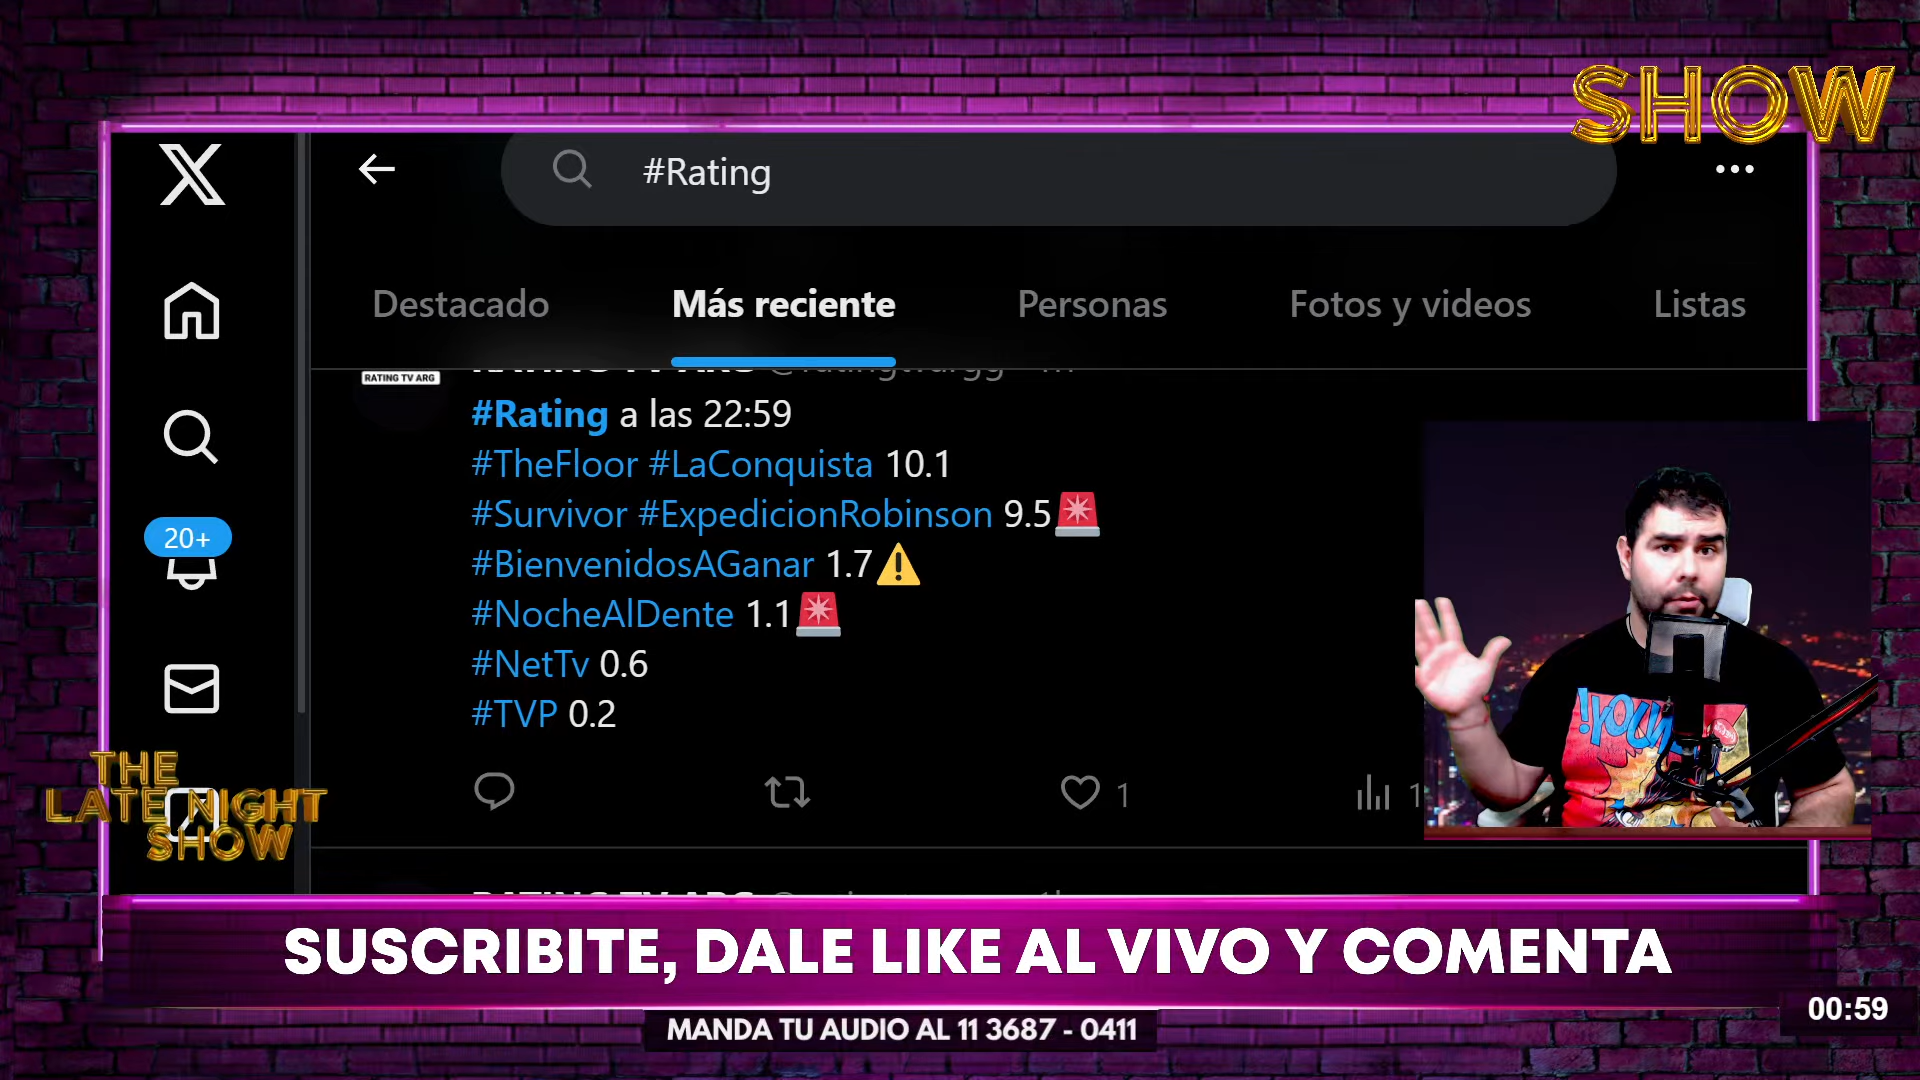 SHOW
#Rating
Destacado Más reciente Personas Fotos y videos Listas
RATING TV ARG
#Rating a las 22:59
#TheFloor #LaConquista 10.1
#Survivor #ExpedicionRobinson 9.5
20+
#BienvenidosAGanar 1.7
#NocheAlDente 1.1
#NetTv 0.6
#TVP 0.2
1
THE
LATE NIGHT
SHOW
SUSCRIBITE, DALE LIKE AL VIVO Y COMENTA
00:59
MANDA TU AUDIO AL 11 3687 - 0411